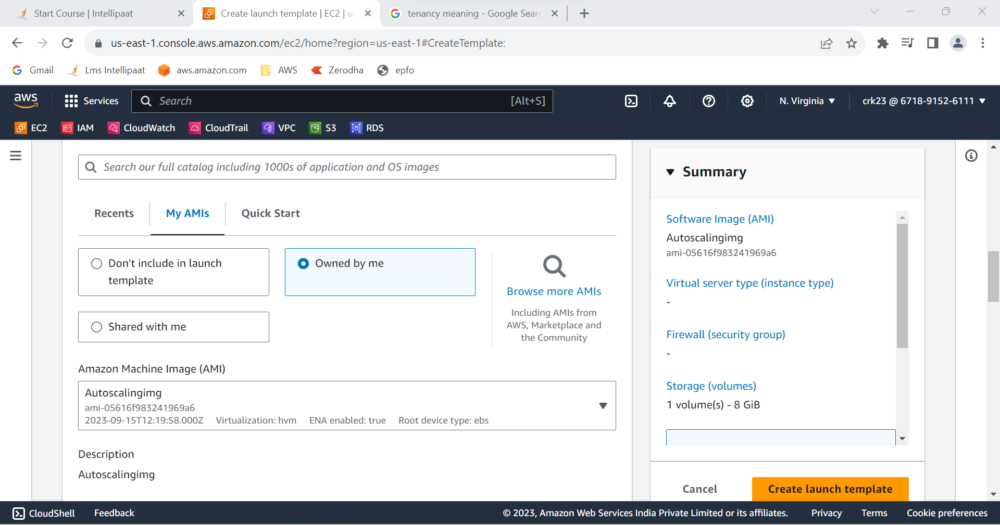 Start Course | Intellipaat
Create launch template | EC2 | us
tenancy meaning - Google Searc
us-east-1.console.aws.amazon.com/ec2/home?region=us-east-1#CreateTemplate:
Gmail
Lms Intellipaat
aws.amazon.com
AWS
Zerodha
epfo
aws
Services
Search
[Alt+S]
N. Virginia
crk23 @ 6718-9152-6111
EC2
IAM
CloudWatch
CloudTrail
VPC
S3
RDS
Search our full catalog including 1000s of application and OS images
Recents
My AMIs
Quick Start
Don't include in launch
template
Owned by me
Shared with me
Browse more AMIs
Including AMIs from
AWS, Marketplace and
the Community
Amazon Machine Image (AMI)
Autoscalingimg
ami-05616f983241969a6
2023-09-15T12:19:58.000Z Virtualization: hvm ENA enabled: true Root device type: ebs
Description
Autoscalingimg
Summary
Software Image (AMI)
Autoscalingimg
ami-05616f983241969a6
Virtual server type (instance type)
-
Firewall (security group)
-
Storage (volumes)
1 volume(s) - 8 GiB
Cancel
Create launch template
CloudShell
Feedback
© 2023, Amazon Web Services India Private Limited or its affiliates.
Privacy
Terms
Cookie preferences